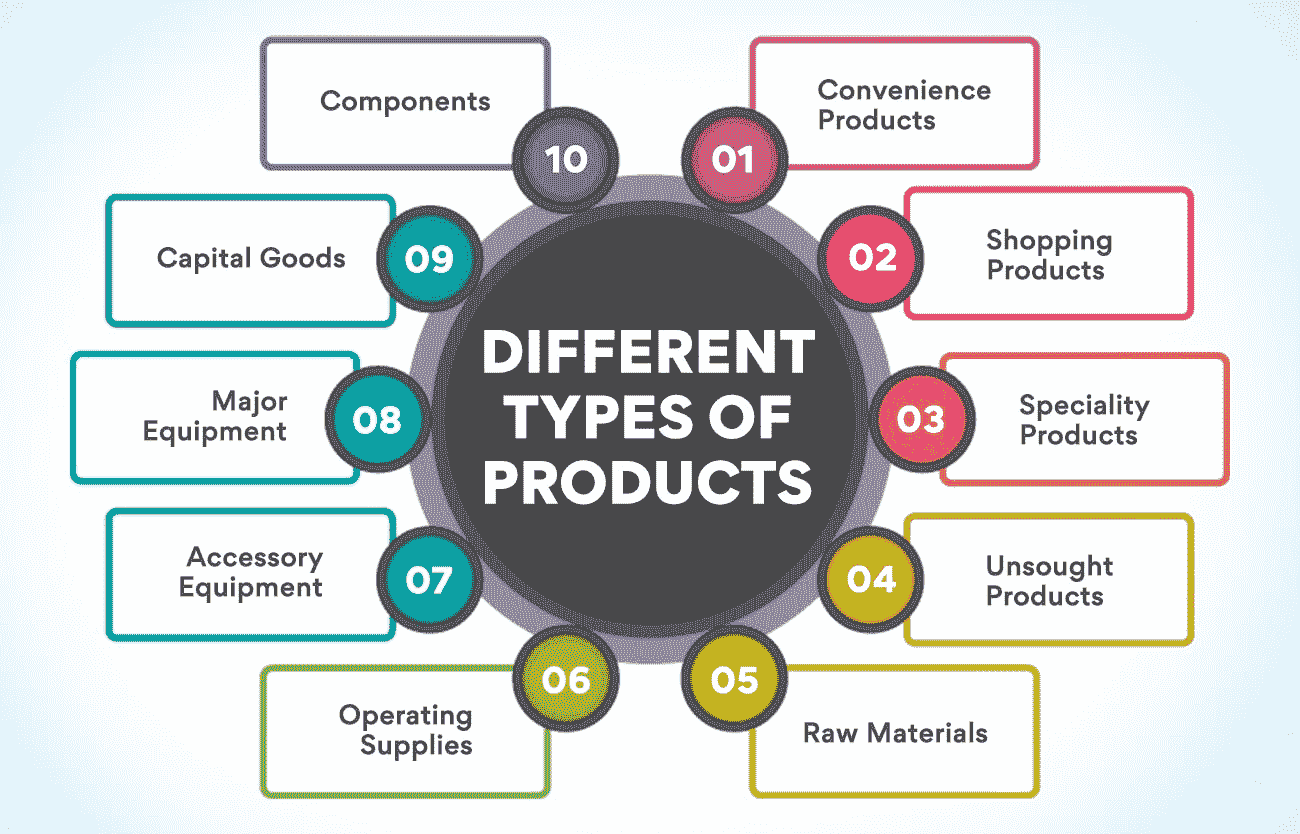 DIFFERENT
TYPES OF
PRODUCTS
01
Convenience
Products
02
Shopping
Products
03
Speciality
Products
04
Unsought
Products
05
Raw Materials
06
Operating
Supplies
07
Accessory
Equipment
08
Major
Equipment
09
Capital Goods
10
Components